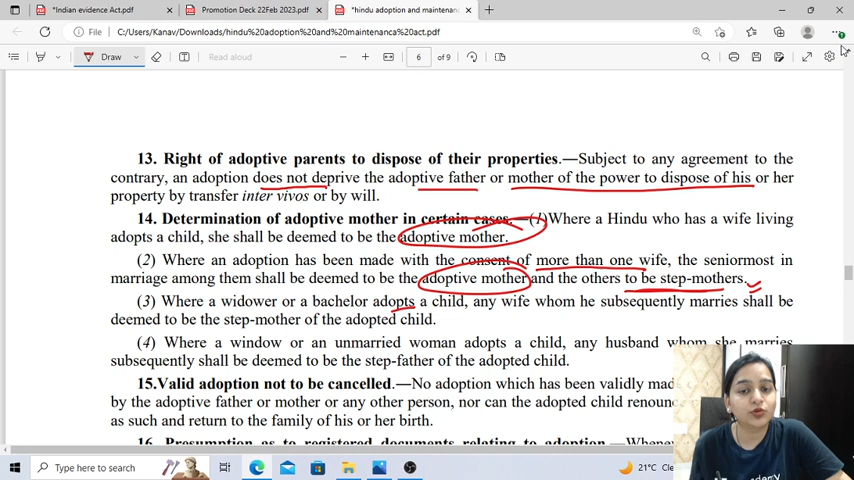 *Indian evidence Act.pdf
Promotion Deck 22Feb 2023.pdf
*hindu adoption and maintenanc
File
C:/Users/Kanav/Downloads/hindu%20adoption%20and%20maintenanca%20act.pdf
Draw
Read aloud
6 of 9
13. Right of adoptive parents to dispose of their properties.—Subject to any agreement to the
contrary, an adoption does not deprive the adoptive father or mother of the power to dispose of his or her
property by transfer inter vivos or by will.
14. Determination of adoptive mother in certain cases.—(1)Where a Hindu who has a wife living
adopts a child, she shall be deemed to be the adoptive mother.
(2) Where an adoption has been made with the consent of more than one wife, the seniormost in
marriage among them shall be deemed to be the adoptive mother and the others to be step-mothers.
(3) Where a widower or a bachelor adopts a child, any wife whom he subsequently marries shall be
deemed to be the step-mother of the adopted child.
(4) Where a window or an unmarried woman adopts a child, any husband whom she marries
subsequently shall be deemed to be the step-father of the adopted child.
15.Valid adoption not to be cancelled.—No adoption which has been validly made
by the adoptive father or mother or any other person, nor can the adopted child renounc
as such and return to the family of his or her birth.
16. Presumption as to registered documents relating to adoption.—Whene
Type here to search
21°C Cle